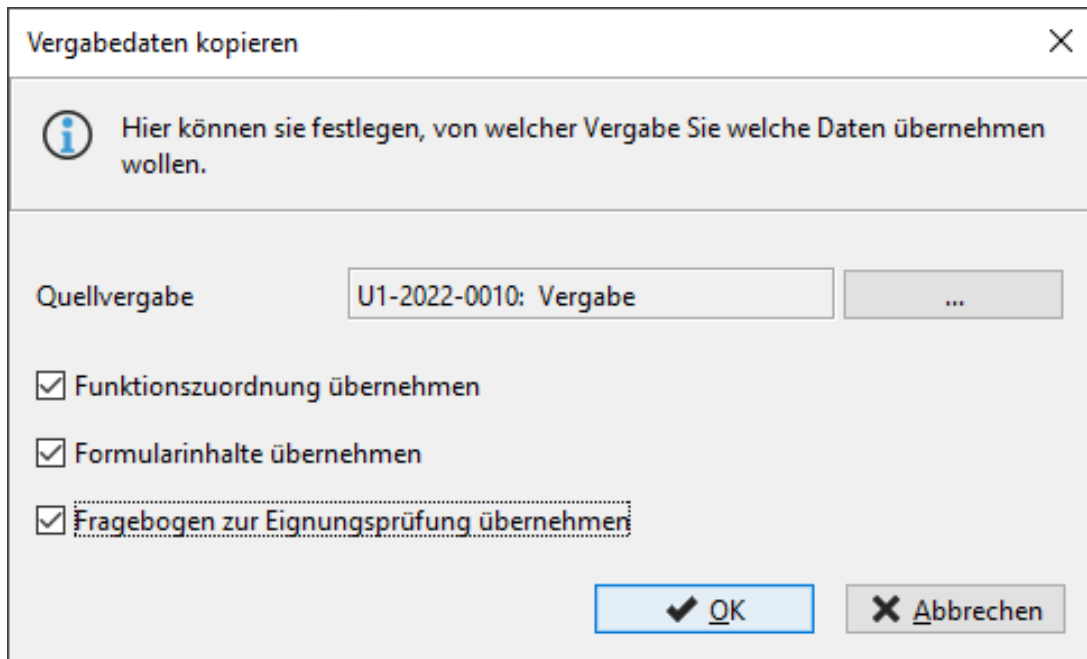 Vergabedaten kopieren
Hier können sie festlegen, von welcher Vergabe Sie welche Daten übernehmen
wollen.
Quellvergabe U1-2022-0010: Vergabe ...
Funktionszuordnung übernehmen
Formularinhalte übernehmen
Fragebogen zur Eignungsprüfung übernehmen
OK Abbrechen